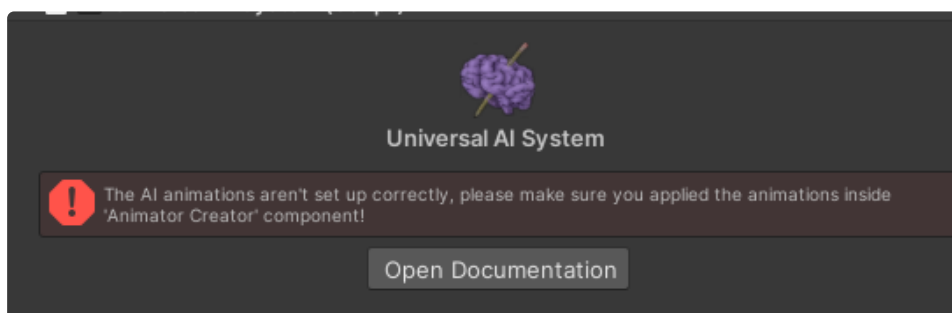 Universal AI System
The AI animations aren't set up correctly, please make sure you applied the animations inside
'Animator Creator' component!
Open Documentation